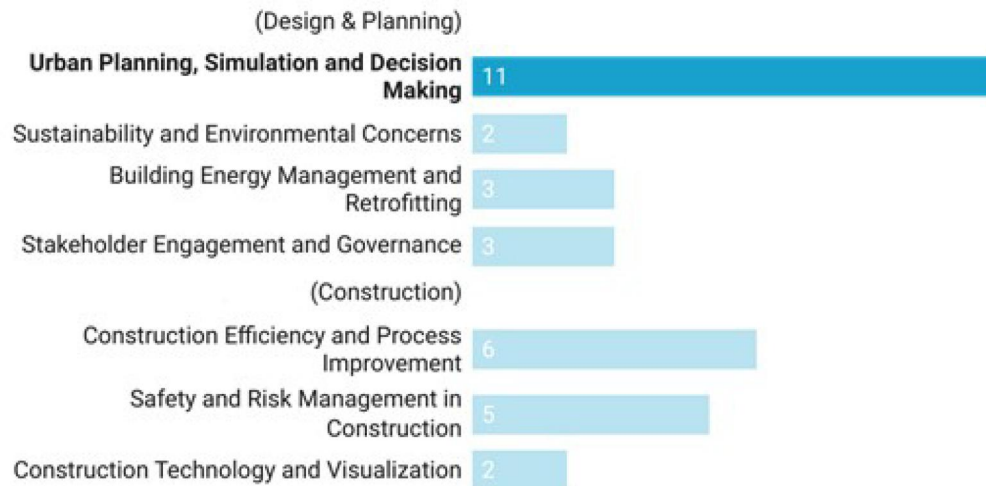 (Design & Planning)
Urban Planning, Simulation and Decision
Making
11
Sustainability and Environmental Concerns
2
Building Energy Management and
Retrofitting
3
Stakeholder Engagement and Governance
3
(Construction)
Construction Efficiency and Process
Improvement
6
Safety and Risk Management in
Construction
5
Construction Technology and Visualization
2